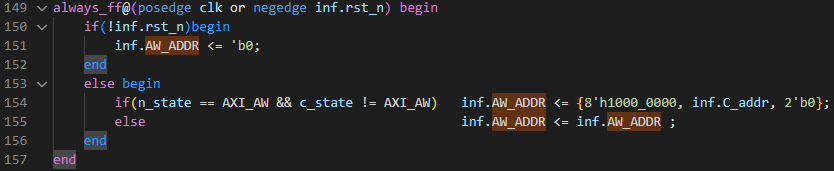 149 always_ff@(posedge clk or negedge inf.rst_n) begin
150     if(!inf.rst_n)begin
151         inf.AW_ADDR <= 'b0;
152     end
153     else begin
154         if(n_state == AXI_AW && c_state != AXI_AW)   inf.AW_ADDR <= {8'h1000_0000, inf.C_addr, 2'b0};
155         else                                         inf.AW_ADDR <= inf.AW_ADDR ;
156     end
157 end